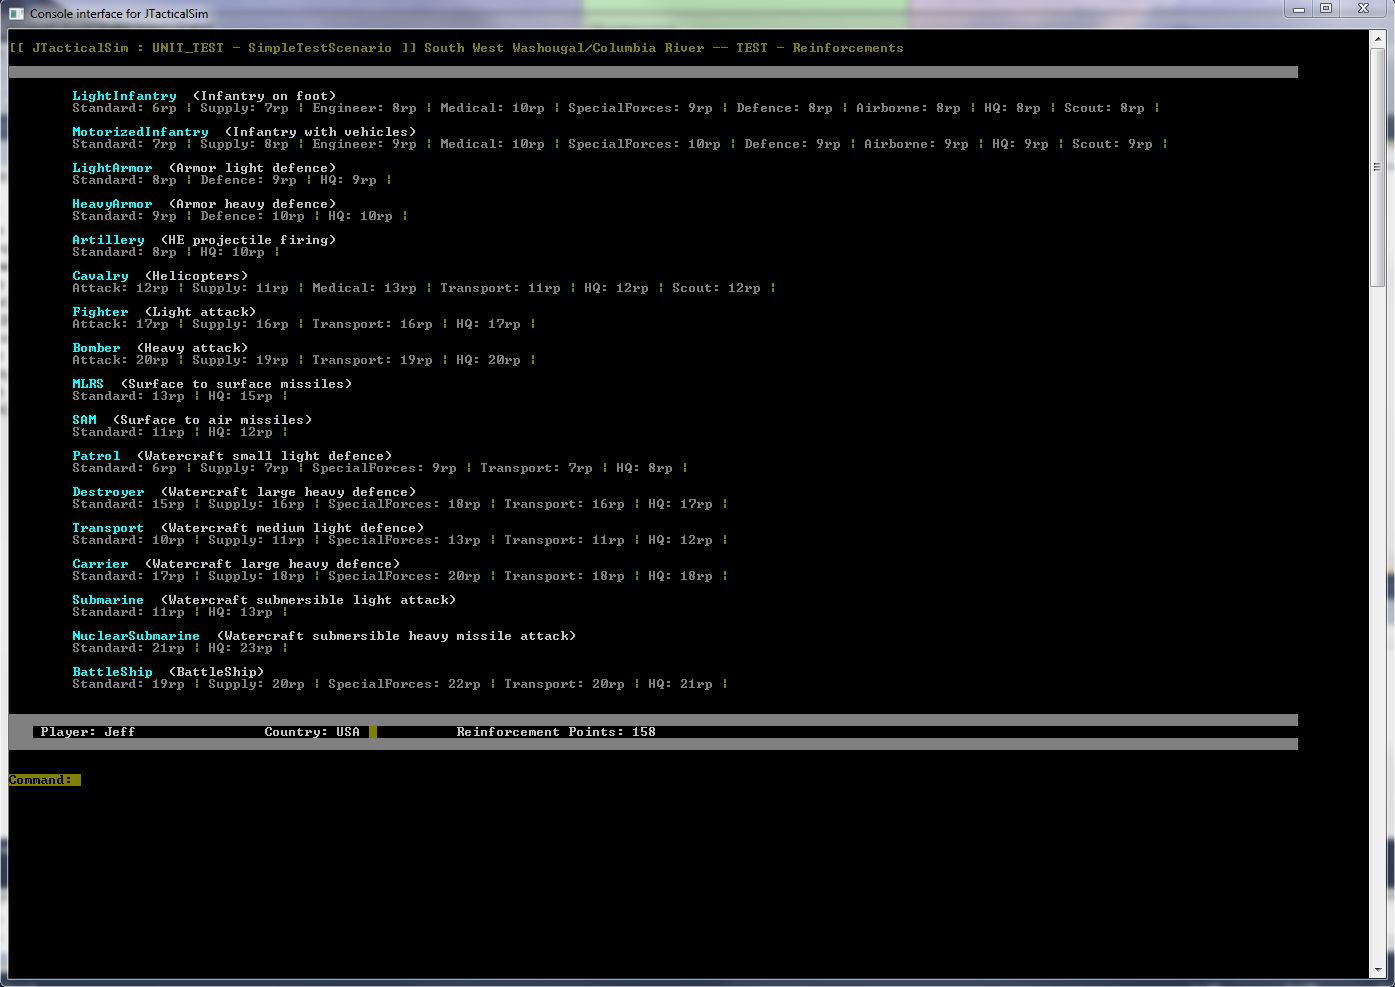 Console interface for JTacticalSim
[[ JTacticalSim : UNIT_TEST - SimpleTestScenario ]] South West Washougal/Columbia River -- TEST - Reinforcements
LightInfantry (Infantry on foot)
Standard: 6rp ¦ Supply: 7rp ¦ Engineer: 8rp ¦ Medical: 10rp ¦ SpecialForces: 9rp ¦ Defence: 8rp ¦ Airborne: 8rp ¦ HQ: 8rp ¦ Scout: 8rp ¦
MotorizedInfantry (Infantry with vehicles)
Standard: 7rp ¦ Supply: 8rp ¦ Engineer: 9rp ¦ Medical: 10rp ¦ SpecialForces: 10rp ¦ Defence: 9rp ¦ Airborne: 9rp ¦ HQ: 9rp ¦ Scout: 9rp ¦
LightArmor (Armor light defence)
Standard: 8rp ¦ Defence: 9rp ¦ HQ: 9rp ¦
HeavyArmor (Armor heavy defence)
Standard: 9rp ¦ Defence: 10rp ¦ HQ: 10rp ¦
Artillery (HE projectile firing)
Standard: 8rp ¦ HQ: 10rp ¦
Cavalry (Helicopters)
Attack: 12rp ¦ Supply: 11rp ¦ Medical: 13rp ¦ Transport: 11rp ¦ HQ: 12rp ¦ Scout: 12rp ¦
Fighter (Light attack)
Attack: 17rp ¦ Supply: 16rp ¦ Transport: 16rp ¦ HQ: 17rp ¦
Bomber (Heavy attack)
Attack: 20rp ¦ Supply: 19rp ¦ Transport: 19rp ¦ HQ: 20rp ¦
MLRS (Surface to surface missiles)
Standard: 13rp ¦ HQ: 15rp ¦
SAM (Surface to air missiles)
Standard: 11rp ¦ HQ: 12rp ¦
Patrol (Watercraft small light defence)
Standard: 6rp ¦ Supply: 7rp ¦ SpecialForces: 9rp ¦ Transport: 7rp ¦ HQ: 8rp ¦
Destroyer (Watercraft large heavy defence)
Standard: 15rp ¦ Supply: 16rp ¦ SpecialForces: 18rp ¦ Transport: 16rp ¦ HQ: 17rp ¦
Transport (Watercraft medium light defence)
Standard: 10rp ¦ Supply: 11rp ¦ SpecialForces: 13rp ¦ Transport: 11rp ¦ HQ: 12rp ¦
Carrier (Watercraft large heavy defence)
Standard: 17rp ¦ Supply: 18rp ¦ SpecialForces: 20rp ¦ Transport: 18rp ¦ HQ: 18rp ¦
Submarine (Watercraft submersible light attack)
Standard: 11rp ¦ HQ: 13rp ¦
NuclearSubmarine (Watercraft submersible heavy missile attack)
Standard: 21rp ¦ HQ: 23rp ¦
BattleShip (BattleShip)
Standard: 19rp ¦ Supply: 20rp ¦ SpecialForces: 22rp ¦ Transport: 20rp ¦ HQ: 21rp ¦
Player: Jeff Country: USA Reinforcement Points: 158
Command: